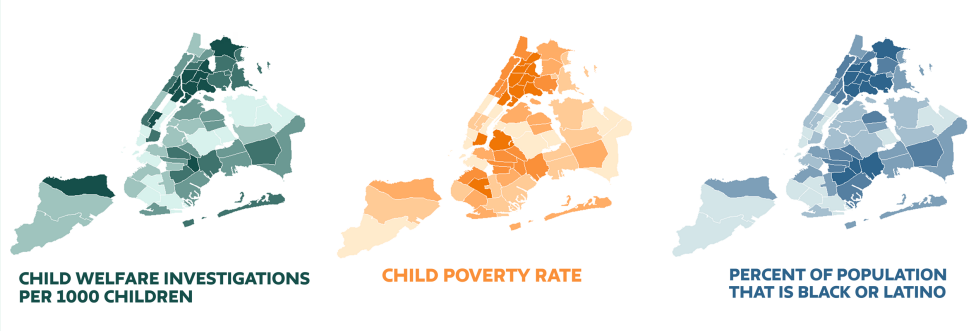 CHILD WELFARE INVESTIGATIONS
PER 1000 CHILDREN
CHILD POVERTY RATE
PERCENT OF POPULATION
THAT IS BLACK OR LATINO